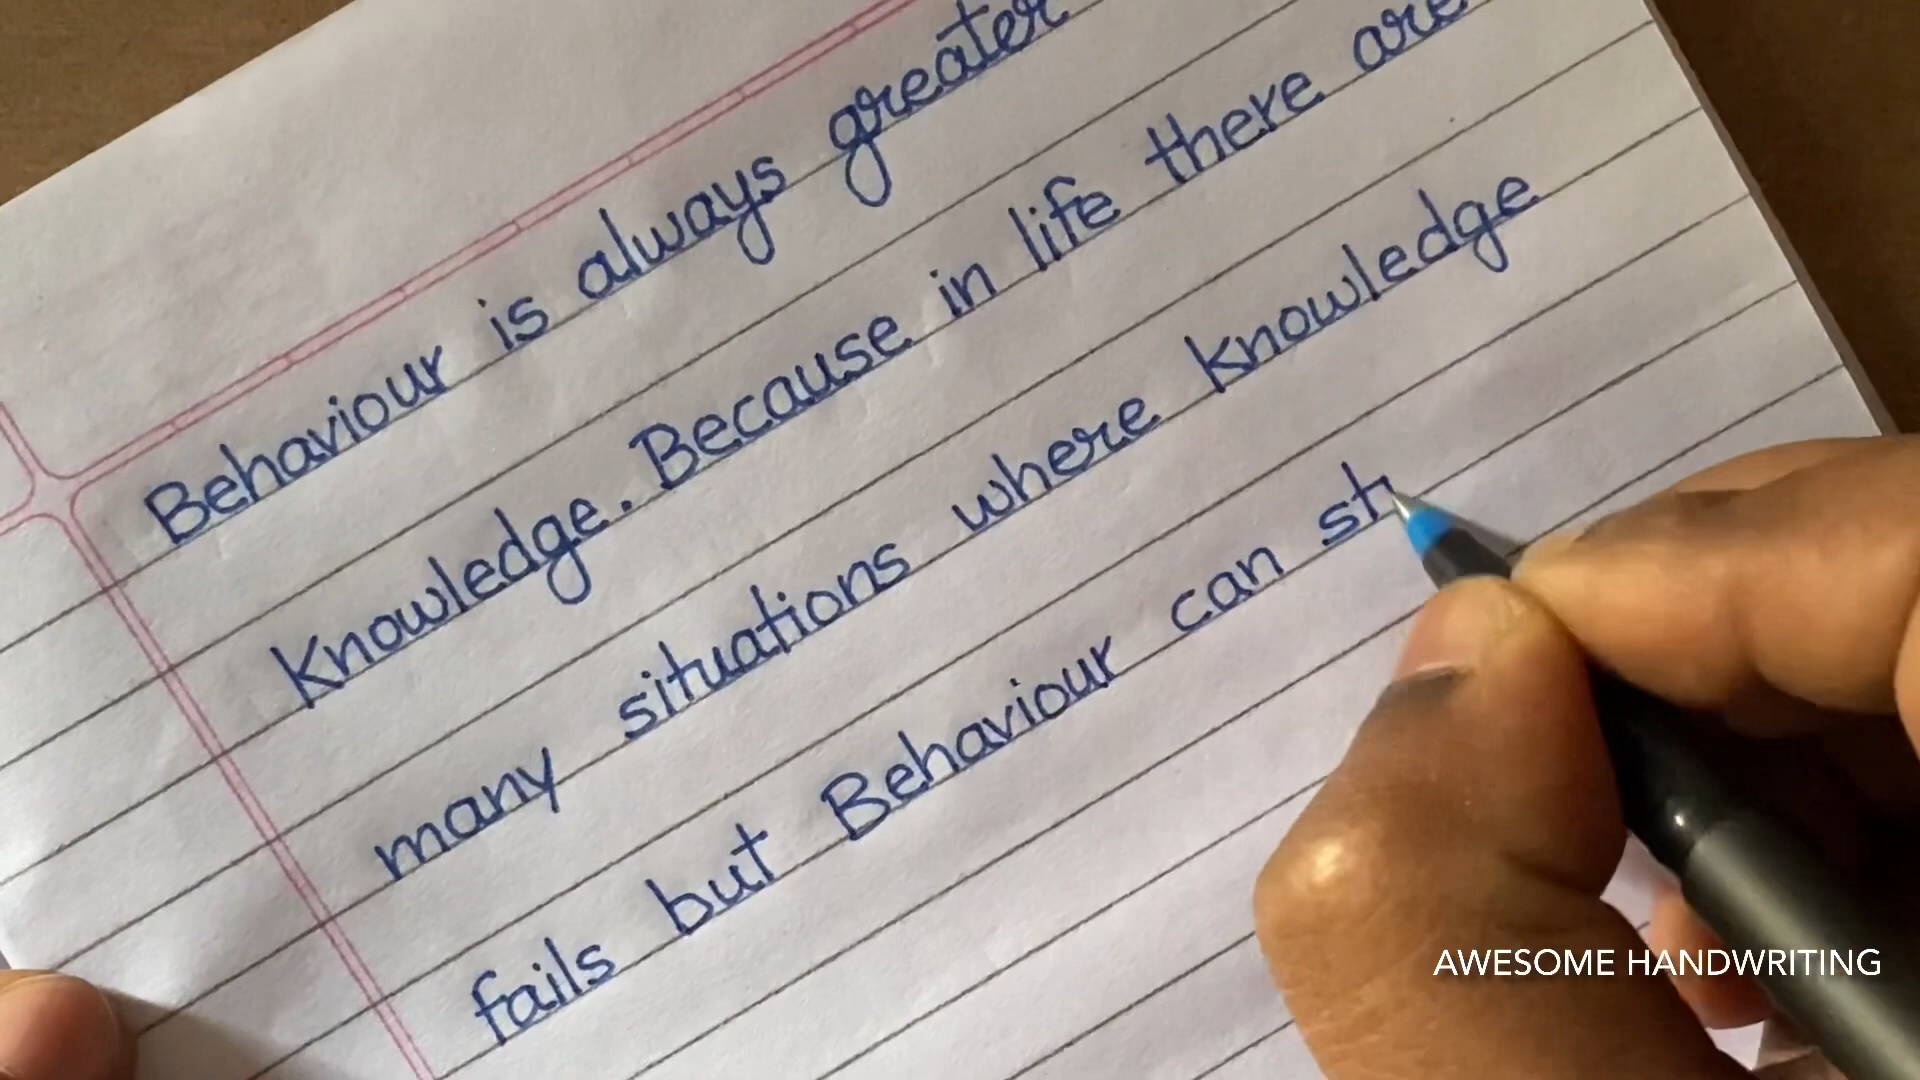 Behaviour is always greater
Knowledge. Because in life there are
many situations where knowledge
fails but Behaviour can st
AWESOME HANDWRITING